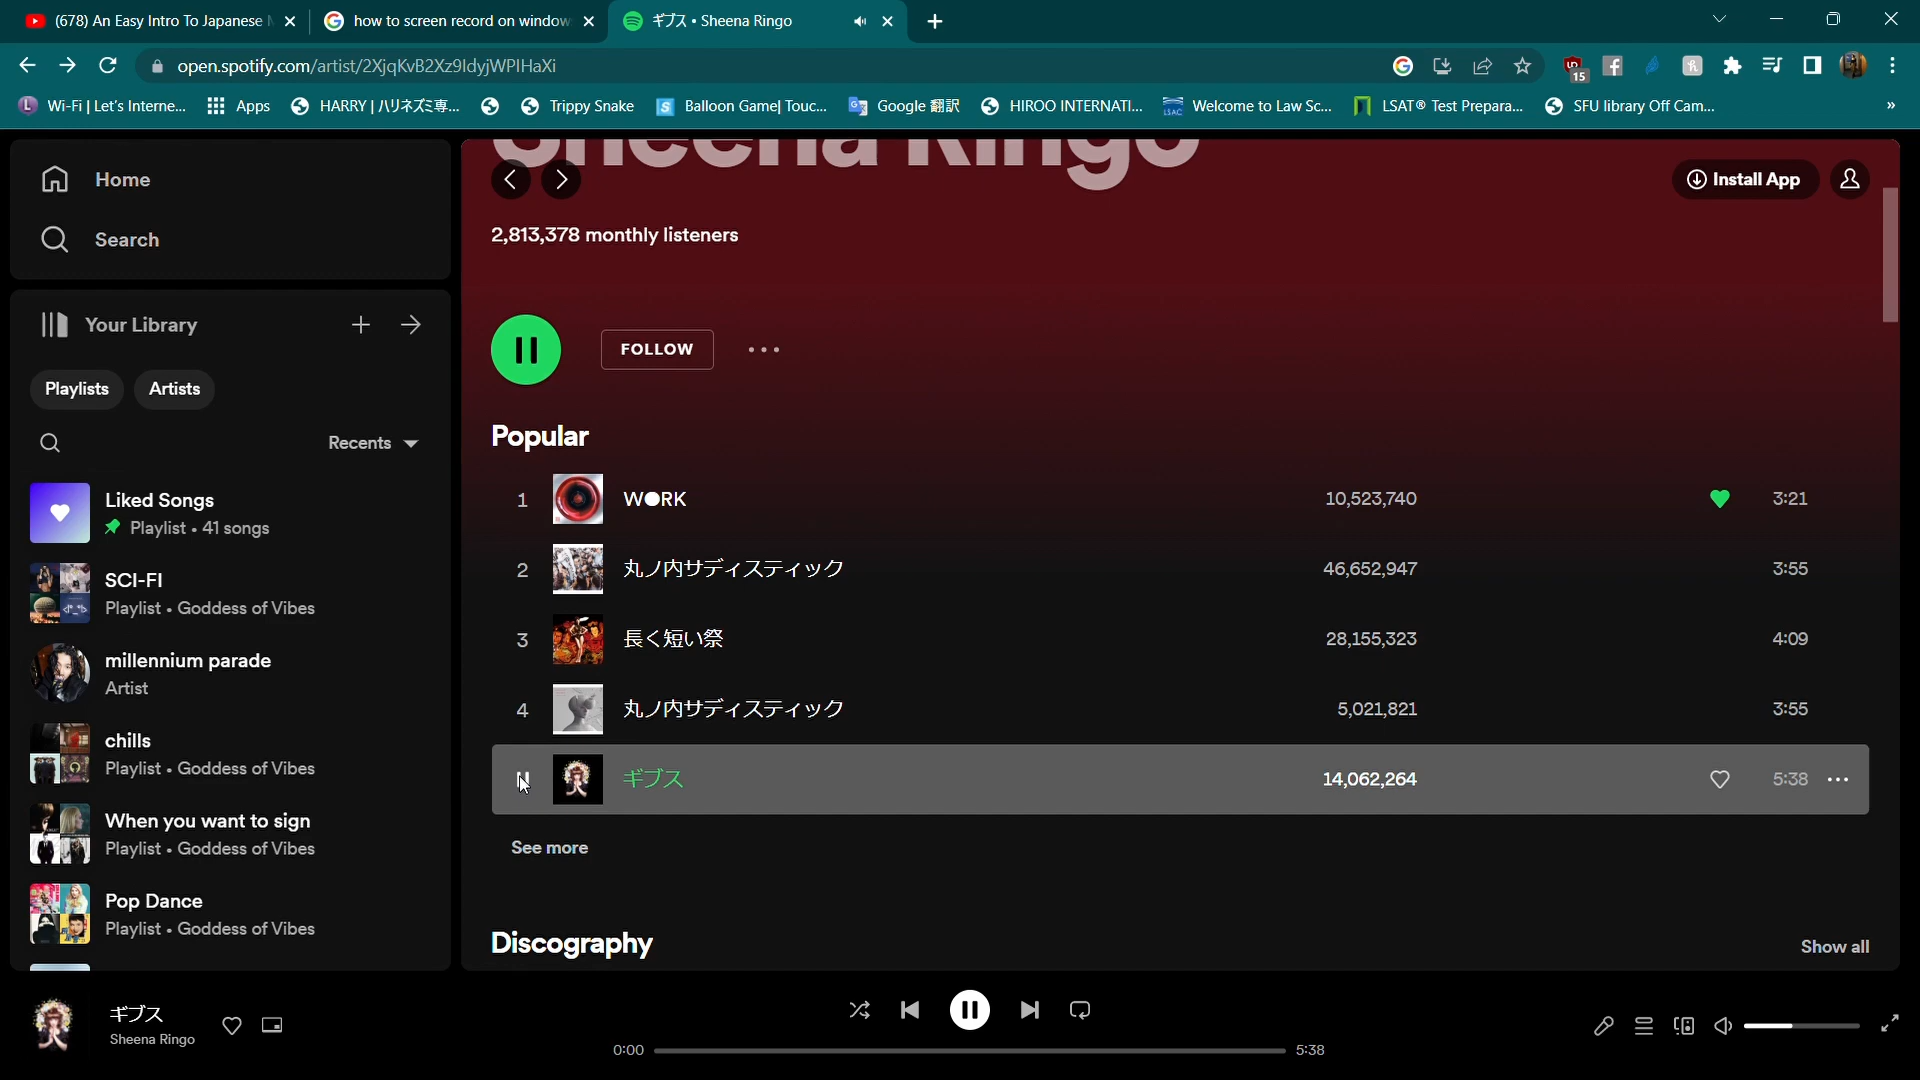 (678) An Easy Intro To Japanese
how to screen record on window
ギブス • Sheena Ringo
open.spotify.com/artist/2XjqKvB2Xz9IdyjWPIHaXi
15
Wi-Fi | Let's Interne...
Apps
HARRY | ハリネズミ専...
Trippy Snake
Balloon Game| Touc...
Google 翻訳
HIROO INTERNATI...
Welcome to Law Sc...
LSAT® Test Prepara...
SFU library Off Cam...
»
Home
Search
Your Library
Playlists
Artists
Recents
Liked Songs
Playlist • 41 songs
SCI-FI
Playlist • Goddess of Vibes
millennium parade
Artist
chills
Playlist • Goddess of Vibes
When you want to sign
Playlist • Goddess of Vibes
Pop Dance
Playlist • Goddess of Vibes
Sheena Ringo
Install App
2,813,378 monthly listeners
FOLLOW
Popular
1 W●RK 10,523,740 3:21
2 丸ノ内サディスティック 46,652,947 3:55
3 長く短い祭 28,155,323 4:09
4 丸ノ内サディスティック 5,021,821 3:55
ギブス 14,062,264 5:38
See more
Discography
Show all
ギブス
Sheena Ringo
0:00
5:38